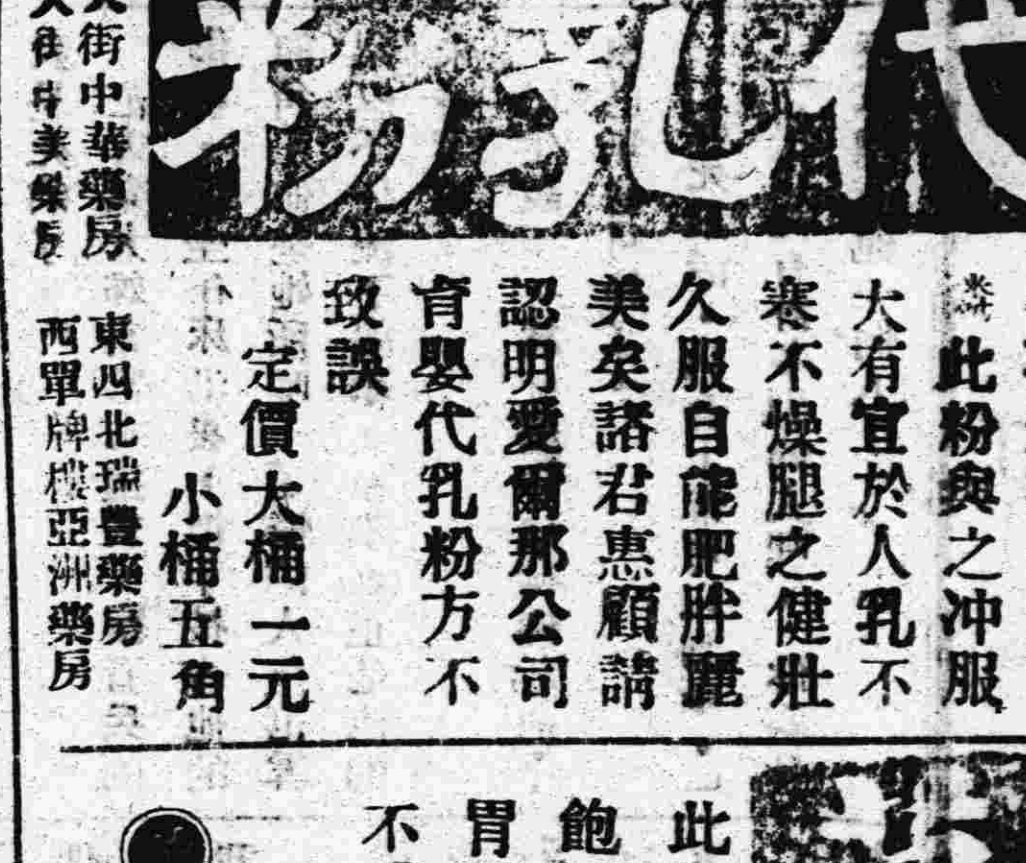 代乳粉
此粉與之冲服
大有宜於人乳不
寒不燥腿之健壯
久服自能肥胖麗
美矣諸君惠顧請
認明愛爾那公司
育嬰代乳粉方不
致誤
定價大桶一元
小桶五角
街中華藥房
街中美藥房
東四北瑞豐藥房
西單牌樓亞洲藥房
此
飽
胃
不